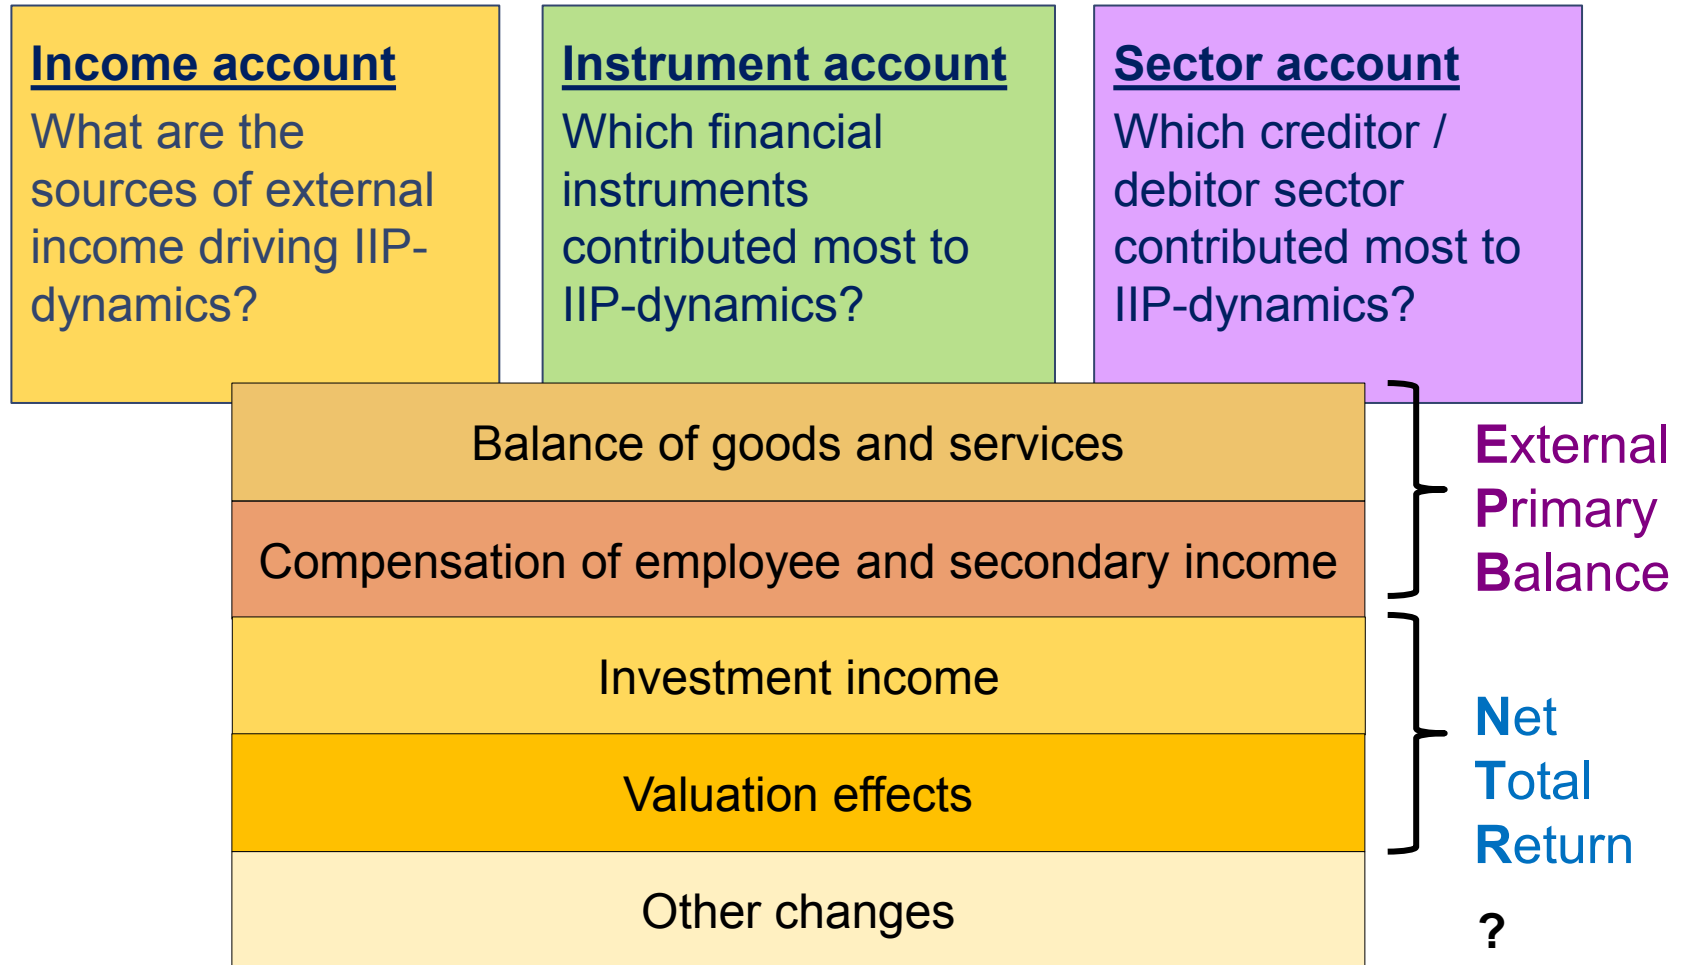 Income account
What are the
sources of external
income driving IIP-
dynamics?
Instrument account
Which financial
instruments
contributed most to
IIP-dynamics?
Sector account
Which creditor /
debitor sector
contributed most to
IIP-dynamics?
Balance of goods and services
Compensation of employee and secondary income
Investment income
Valuation effects
Other changes
External
Primary
Balance
Net
Total
Return
?